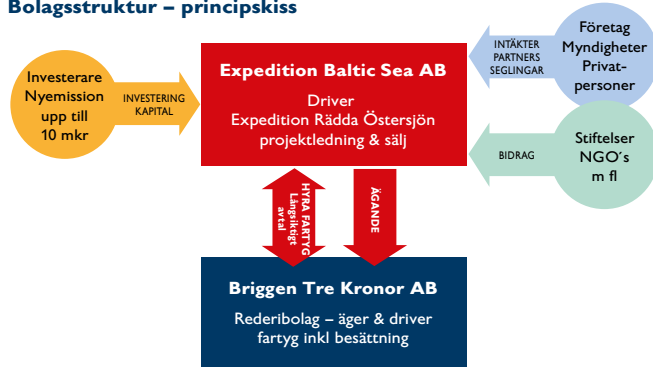 Bolagsstruktur – principskiss
Investerare
Nyemission
upp till
10 mkr
INVESTERING
KAPITAL
Expedition Baltic Sea AB
Driver
Expedition Rädda Östersjön
projektledning & sälj
INTÄKTER
PARTNERS
SEGLINGAR
Företag
Myndigheter
Privat-
personer
BIDRAG
Stiftelser
NGO´s
m fl
HYRA FARTYG
Långsiktigt
avtal
ÄGANDE
Briggen Tre Kronor AB
Rederibolag – äger & driver
fartyg inkl besättning